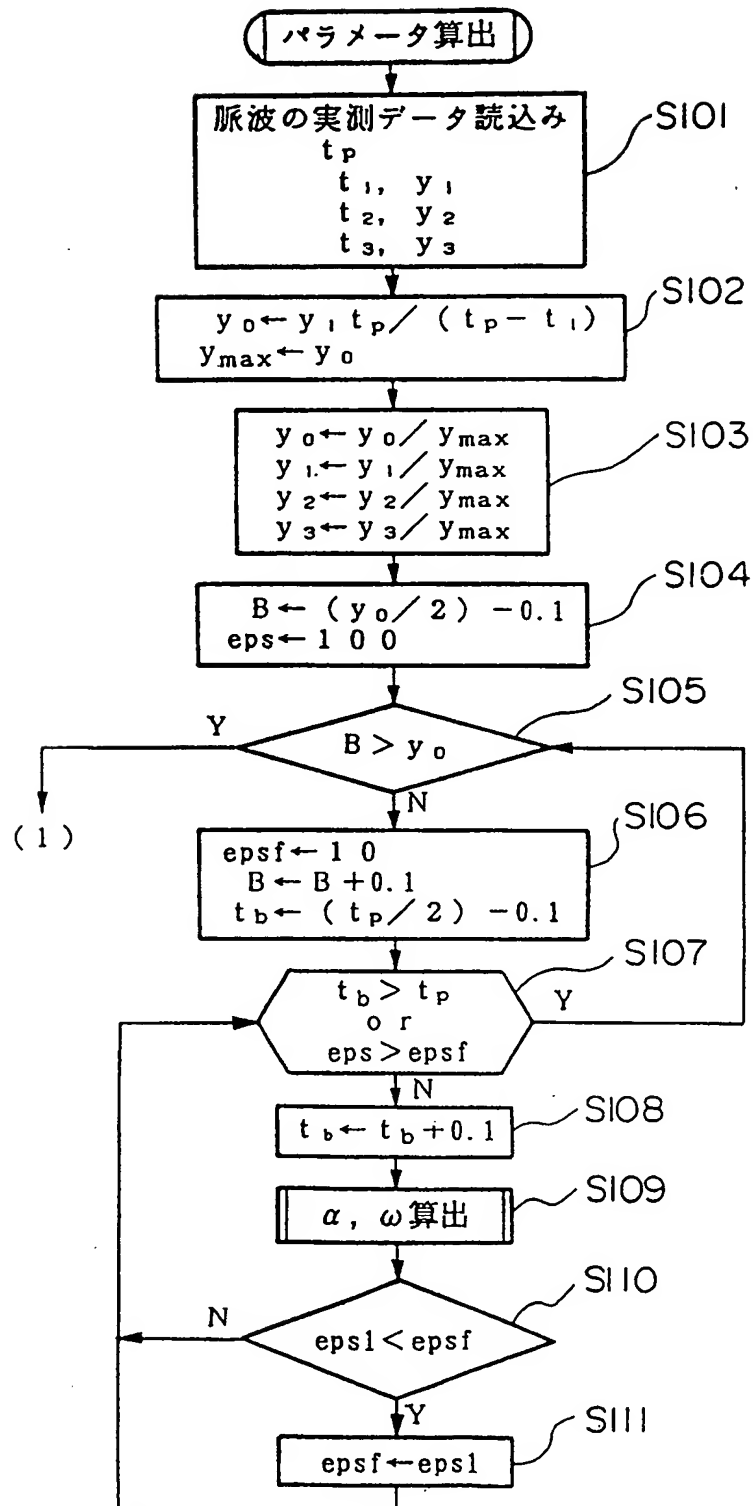 パラメータ算出
脈波の実測データ読込み
tp
t1, y1
t2, y2
t3, y3
S101
y0←y1 tp/(tp−t1)
ymax←y0
S102
y0←y0/ymax
y1←y1/ymax
y2←y2/ymax
y3←y3/ymax
S103
B←(y0/2)−0.1
eps←100
S104
S105
Y
B>y0
N
(1)
epsf←10
B←B+0.1
tb←(tp/2)−0.1
S106
S107
tb>tp
or
eps>epsf
Y
N
tb←tb+0.1
S108
α, ω算出
S109
S110
N
eps1<epsf
Y
epsf←eps1
S111